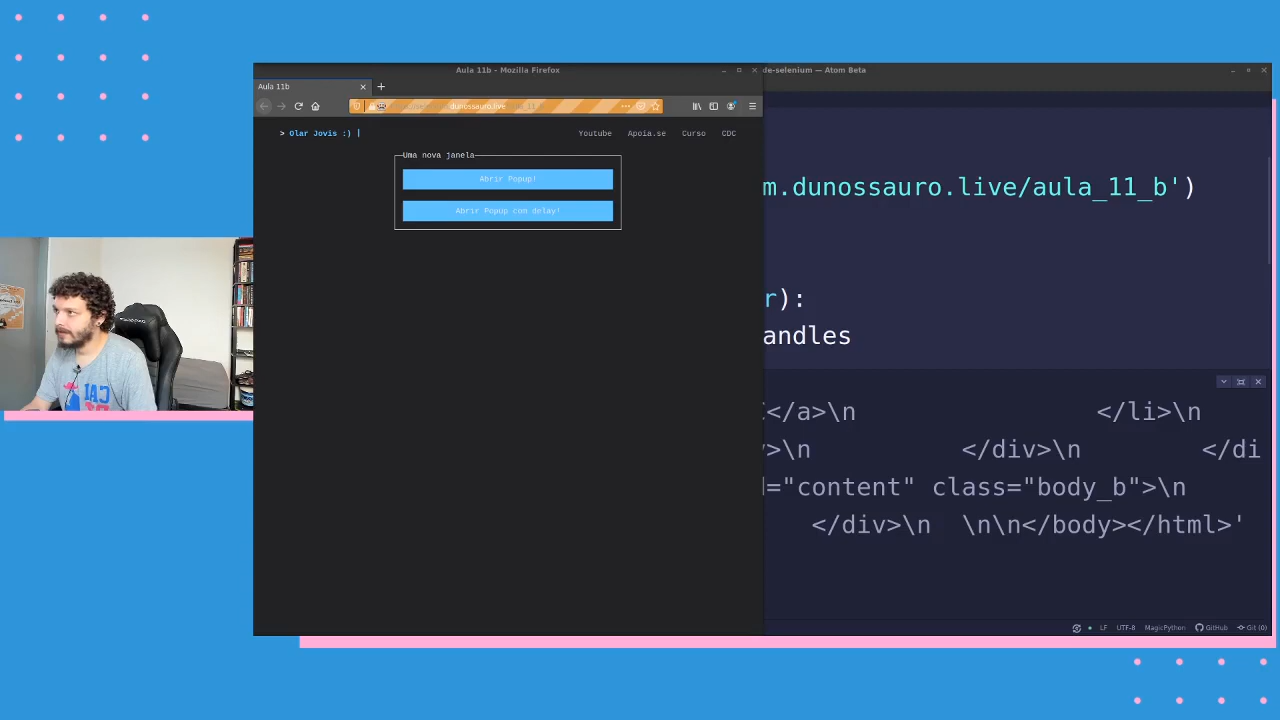 Aula 11b - Mozilla Firefox
de-selenium — Atom Beta
Aula 11b
dunossauro.live
> Olar Jovis :) |
Youtube Apoia.se Curso CDC
Uma nova janela
Abrir Popup!
Abrir Popup com delay!
m.dunossauro.live/aula_11_b')
r):
andles
</a>\n </li>\n
>\n </div>\n </di
="content" class="body_b">\n
</div>\n \n\n</body></html>'
LF UTF-8 MagicPython GitHub Git (0)